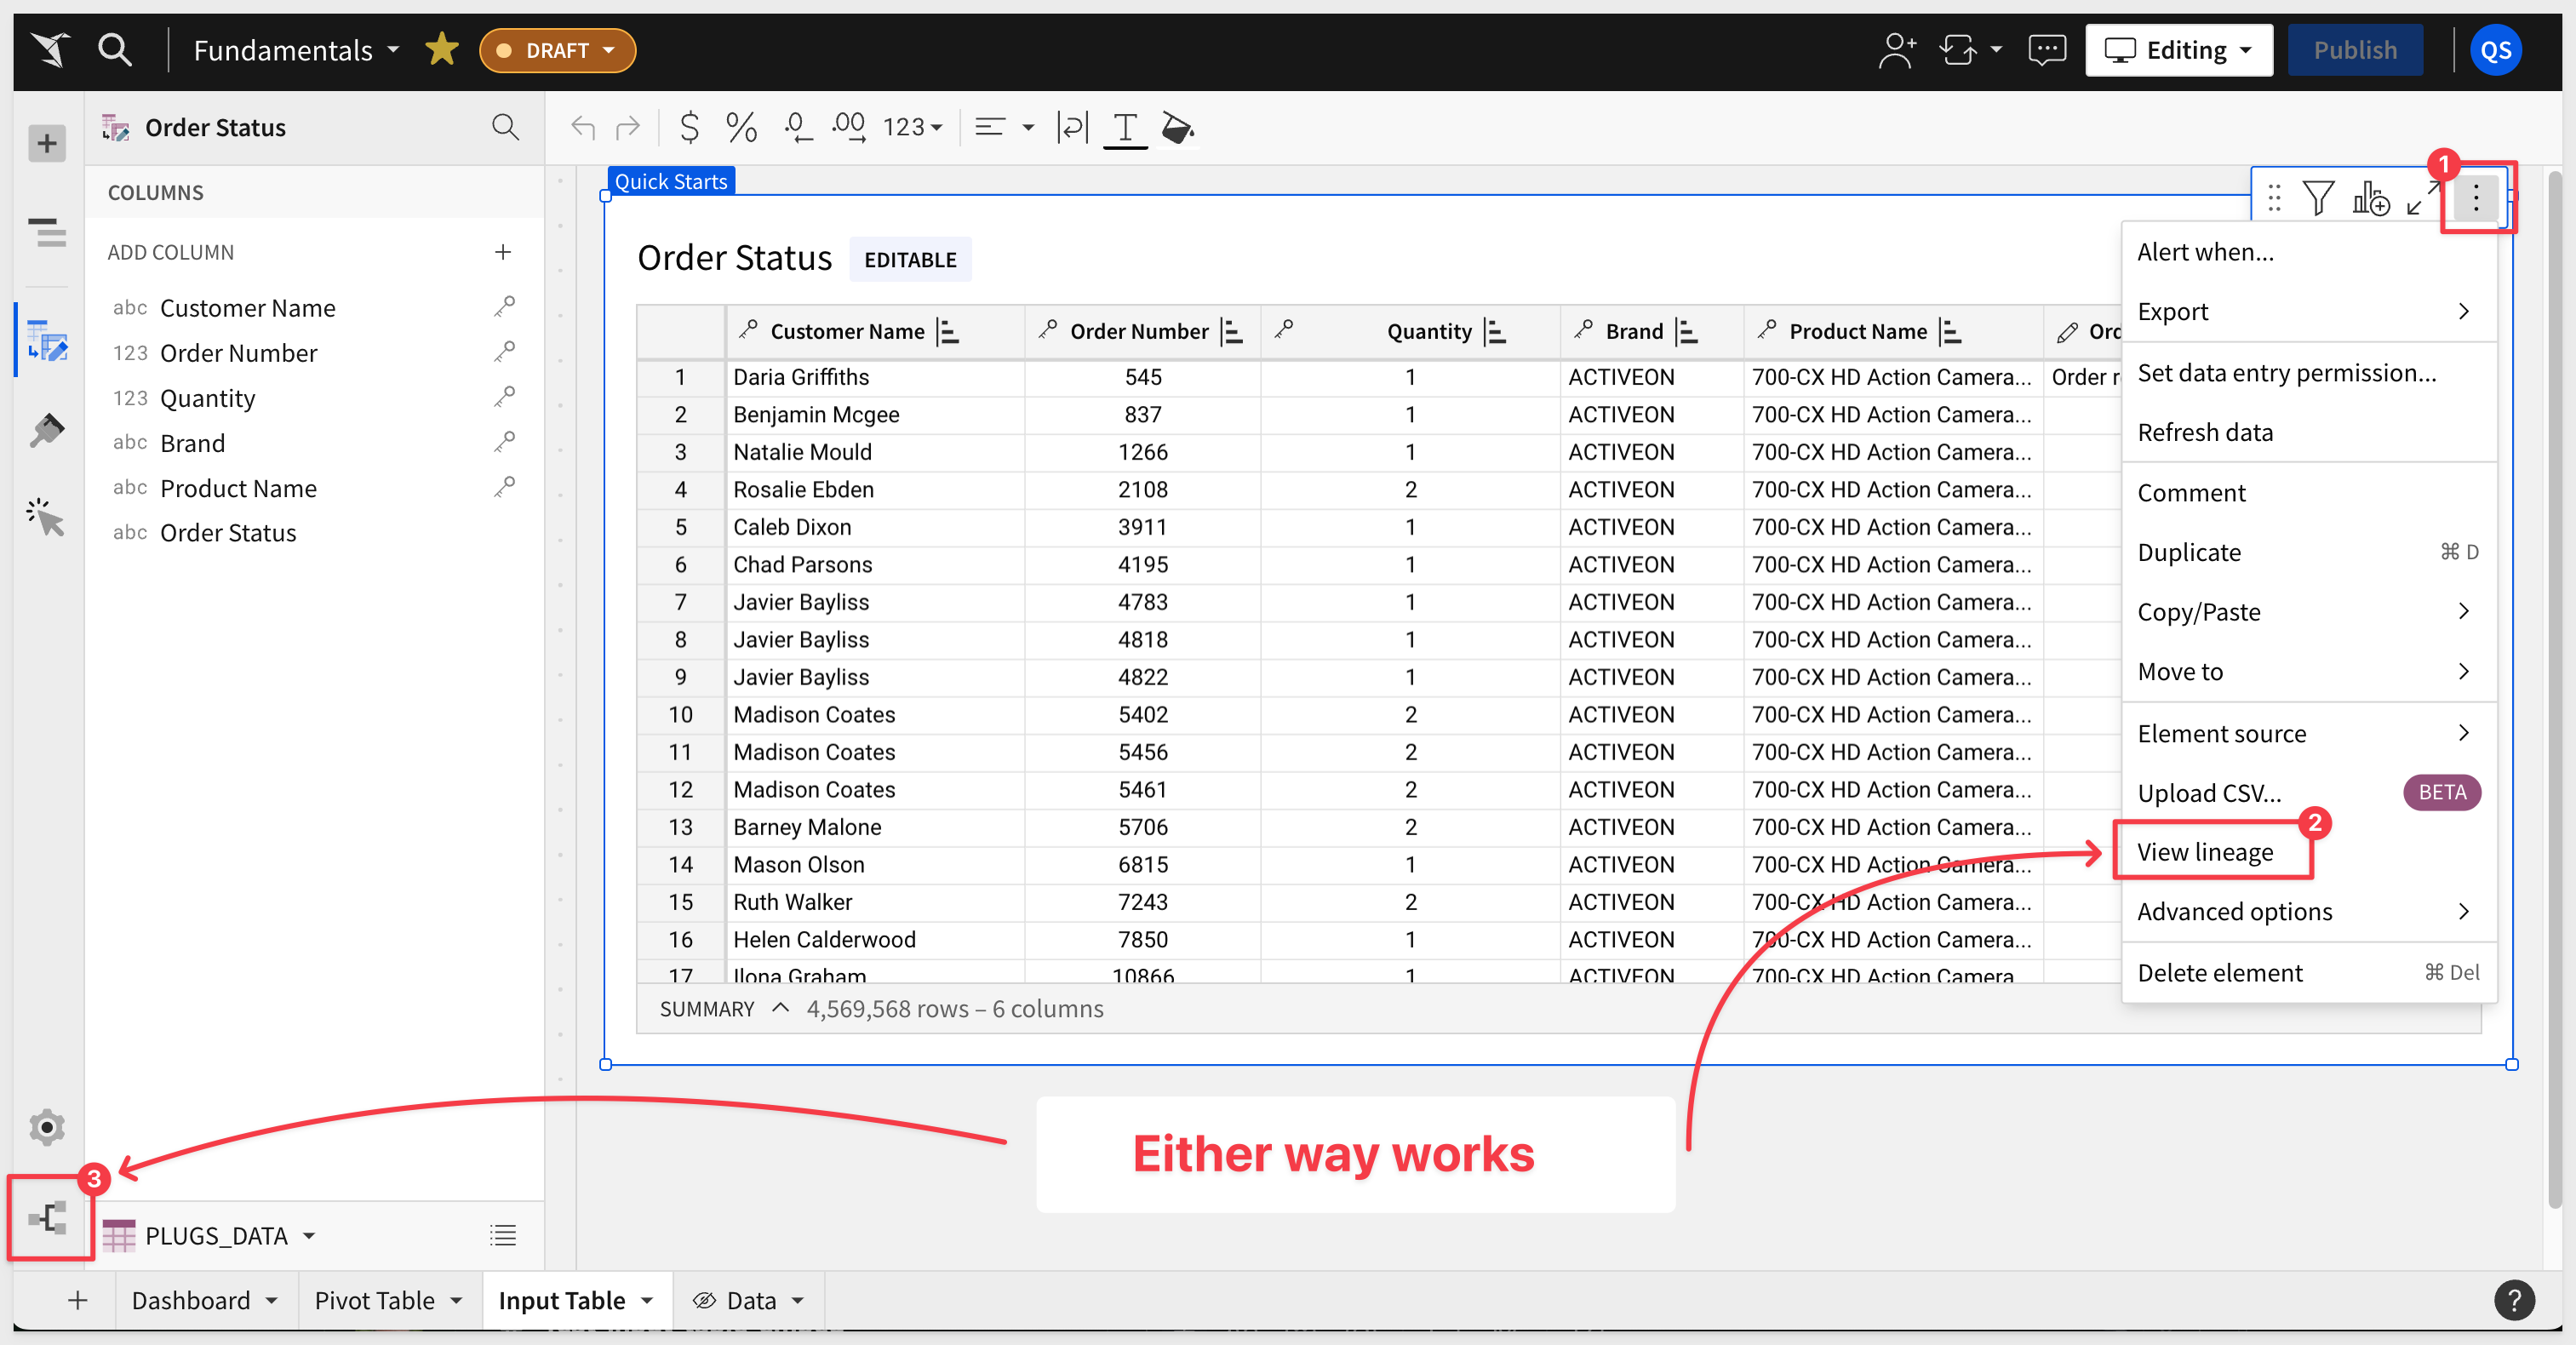 Fundamentals DRAFT Editing Publish QS
Order Status
123
COLUMNS
ADD COLUMN
abc Customer Name
123 Order Number
123 Quantity
abc Brand
abc Product Name
abc Order Status
Quick Starts
1
Order Status EDITABLE
Customer Name Order Number Quantity Brand Product Name Orc
1 Daria Griffiths 545 1 ACTIVEON 700-CX HD Action Camera... Order r
2 Benjamin Mcgee 837 1 ACTIVEON 700-CX HD Action Camera...
3 Natalie Mould 1266 1 ACTIVEON 700-CX HD Action Camera...
4 Rosalie Ebden 2108 2 ACTIVEON 700-CX HD Action Camera...
5 Caleb Dixon 3911 1 ACTIVEON 700-CX HD Action Camera...
6 Chad Parsons 4195 1 ACTIVEON 700-CX HD Action Camera...
7 Javier Bayliss 4783 1 ACTIVEON 700-CX HD Action Camera...
8 Javier Bayliss 4818 1 ACTIVEON 700-CX HD Action Camera...
9 Javier Bayliss 4822 1 ACTIVEON 700-CX HD Action Camera...
10 Madison Coates 5402 2 ACTIVEON 700-CX HD Action Camera...
11 Madison Coates 5456 2 ACTIVEON 700-CX HD Action Camera...
12 Madison Coates 5461 2 ACTIVEON 700-CX HD Action Camera...
13 Barney Malone 5706 2 ACTIVEON 700-CX HD Action Camera...
14 Mason Olson 6815 1 ACTIVEON 700-CX HD Action Camera...
15 Ruth Walker 7243 2 ACTIVEON 700-CX HD Action Camera...
16 Helen Calderwood 7850 1 ACTIVEON 700-CX HD Action Camera...
17 Ilona Graham 10866 1 ACTIVEON 700-CX HD Action Camera
SUMMARY 4,569,568 rows – 6 columns
Alert when...
Export
Set data entry permission...
Refresh data
Comment
Duplicate ⌘ D
Copy/Paste
Move to
Element source
Upload CSV... BETA
2
View lineage
Advanced options
Delete element ⌘ Del
Either way works
3
PLUGS_DATA
Dashboard Pivot Table Input Table Data ?